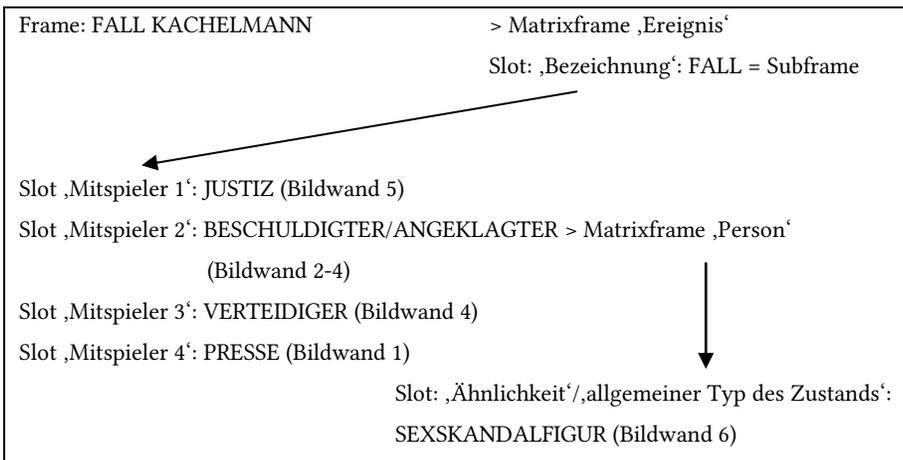 Frame: FALL KACHELMANN > Matrixframe ‚Ereignis‘
Slot: ‚Bezeichnung‘: FALL = Subframe
Slot ‚Mitspieler 1‘: JUSTIZ (Bildwand 5)
Slot ‚Mitspieler 2‘: BESCHULDIGTER/ANGEKLAGTER > Matrixframe ‚Person‘
(Bildwand 2-4)
Slot ‚Mitspieler 3‘: VERTEIDIGER (Bildwand 4)
Slot ‚Mitspieler 4‘: PRESSE (Bildwand 1)
Slot: ‚Ähnlichkeit‘/‚allgemeiner Typ des Zustands‘:
SEXSKANDALFIGUR (Bildwand 6)